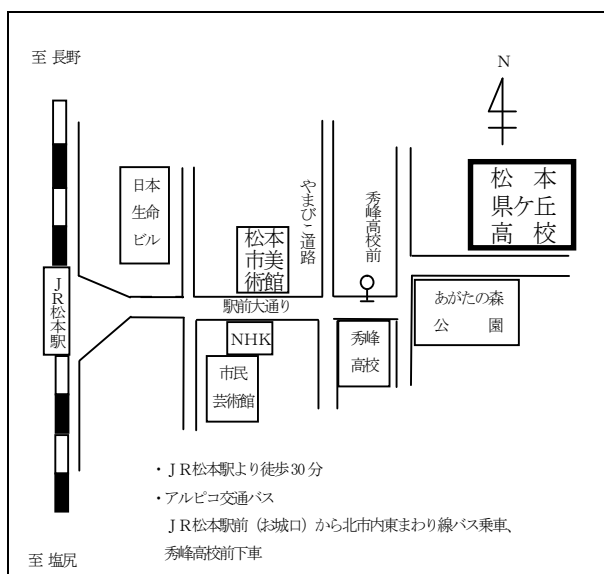 至 長野
N
日本
生命
ビル
やまびこ道路
秀峰高校前
松　本
県ケ丘
高　校
松本
市美
術館
ＪＲ松本駅
駅前大通り
あがたの森
公　　園
NHK
秀峰
高校
市民
芸術館
・ＪＲ松本駅より徒歩30分
・アルピコ交通バス
ＪＲ松本駅前（お城口）から北市内東まわり線バス乗車、
秀峰高校前下車
至 塩尻